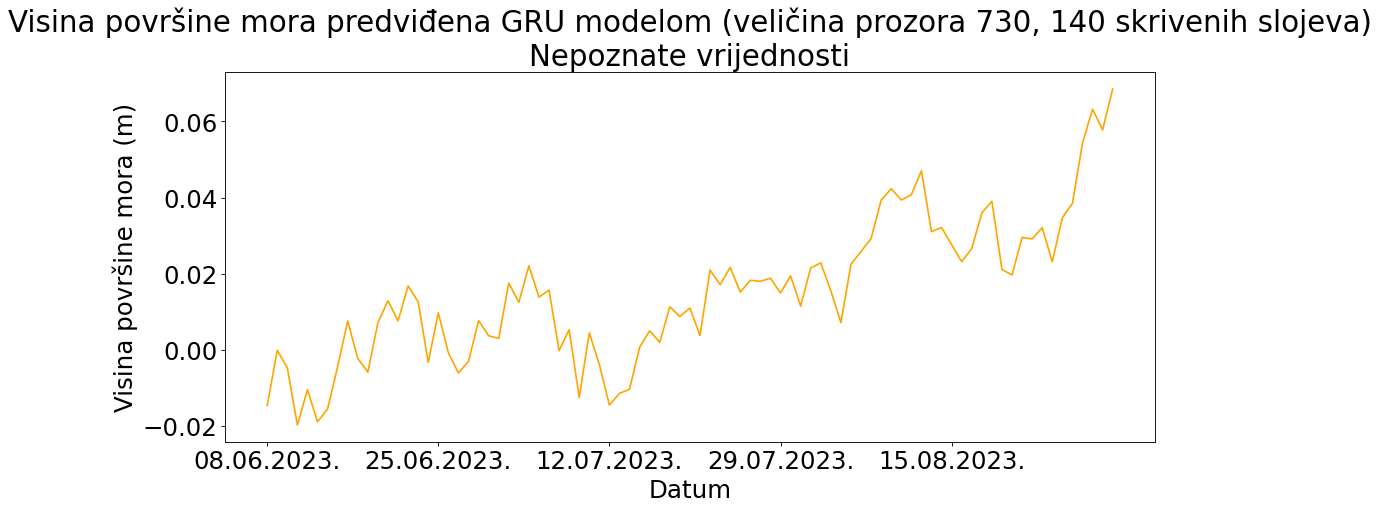 Visina površine mora predviđena GRU modelom (veličina prozora 730, 140 skrivenih slojeva)
Nepoznate vrijednosti
Visina površine mora (m)
0.06
0.04
0.02
0.00
−0.02
08.06.2023. 25.06.2023. 12.07.2023. 29.07.2023. 15.08.2023.
Datum